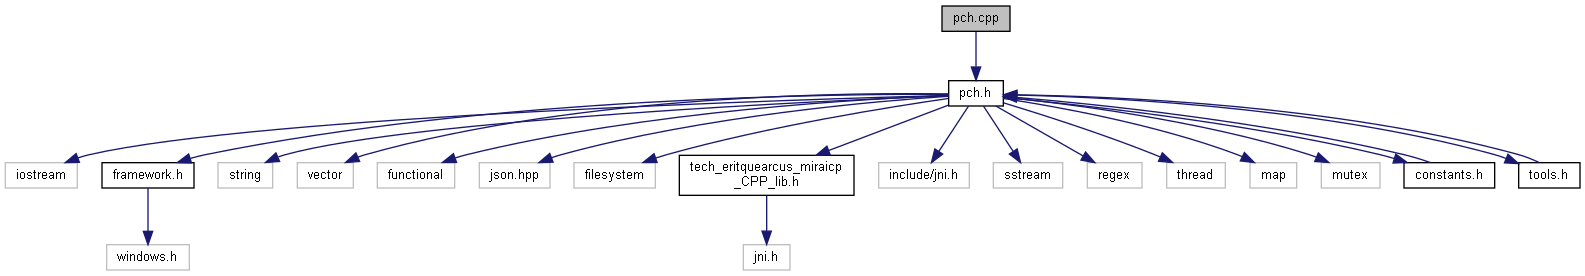 pch.cpp
pch.h
iostream
framework.h
string
vector
functional
json.hpp
filesystem
tech_eritquearcus_miraicp
_CPP_lib.h
include/jni.h
sstream
regex
thread
map
mutex
constants.h
tools.h
windows.h
jni.h